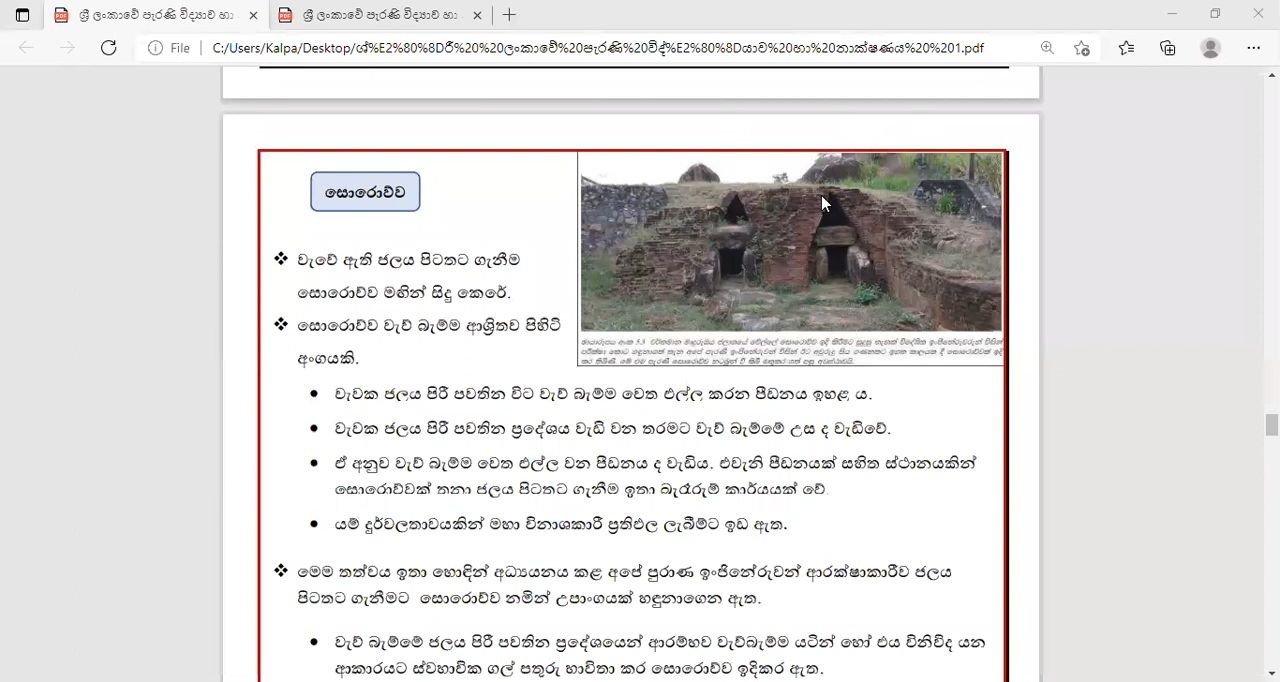 ශ්‍රී ලංකාවේ පැරණි විද්‍යාව හා
ශ්‍රී ලංකාවේ පැරණි විද්‍යාව හා
File
C:/Users/Kalpa/Desktop/ශ්%E2%80%8Dරී%20%20ලංකාවේ%20පැරණි%20විද්%E2%80%8Dයාව%20හා%20තාක්ෂණය%20%201.pdf
සොරොව්ව
❖ වැවේ ඇති ජලය පිටතට ගැනීම
සොරොව්ව මඟින් සිදු කෙරේ.
❖ සොරොව්ව වැව් බැම්ම ආශ්‍රිතව පිහිටි
අංගයකි.
• වැවක ජලය පිරී පවතින විට වැව් බැම්ම වෙත එල්ල කරන පීඩනය ඉහළ ය.
• වැවක ජලය පිරී පවතින ප්‍රදේශය වැඩි වන තරමට වැව් බැම්මේ උස ද වැඩිවේ.
• ඒ අනුව වැව් බැම්ම වෙත එල්ල වන පීඩනය ද වැඩිය. එවැනි පීඩනයක් සහිත ස්ථානයකින්
සොරොව්වක් තනා ජලය පිටතට ගැනීම ඉතා බැරෑරුම් කාර්යයක් වේ.
• යම් දුර්වලතාවයකින් මහා විනාශකාරී ප්‍රතිඵල ලැබීම්ට ඉඩ ඇත.
❖ මෙම තත්වය ඉතා හොඳින් අධ්‍යයනය කළ අපේ පුරාණ ඉංජිනේරුවන් ආරක්ෂාකාරීව ජලය
පිටතට ගැනීමට සොරොව්ව නමින් උපාංගයක් හඳුනාගෙන ඇත.
• වැව් බැම්මේ ජලය පිරී පවතින ප්‍රදේශයෙන් ආරම්භව වැව්බැම්ම යටින් හෝ එය විනිවිද යන
ආකාරයට ස්වභාවික ගල් පතුරු භාවිතා කර සොරොව්ව ඉදිකර ඇත.